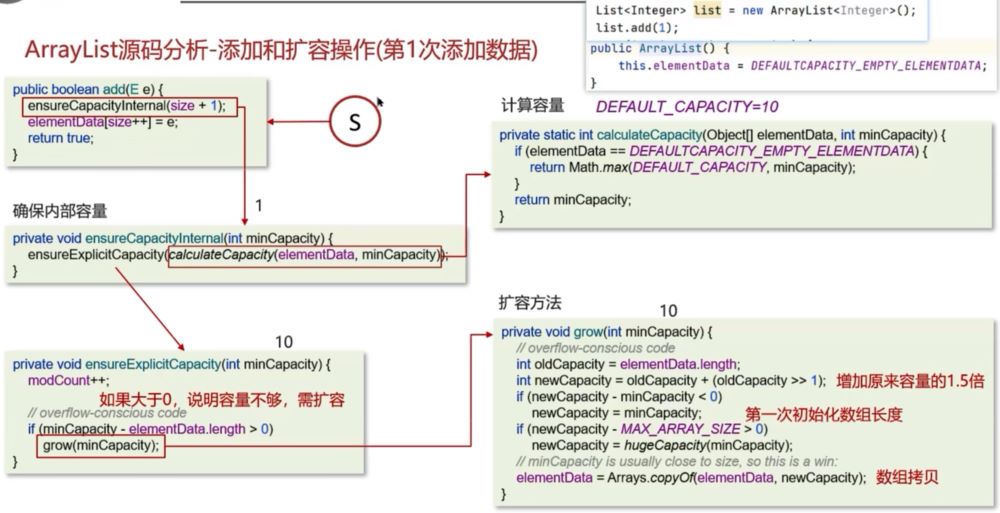 List<Integer> list = new ArrayList<Integer>();
list.add(1);
public ArrayList() {
this.elementData = DEFAULTCAPACITY_EMPTY_ELEMENTDATA;
}
ArrayList源码分析-添加和扩容操作(第1次添加数据)
public boolean add(E e) {
ensureCapacityInternal(size + 1);
elementData[size++] = e;
return true;
}
S
计算容量 DEFAULT_CAPACITY=10
private static int calculateCapacity(Object[] elementData, int minCapacity) {
if (elementData == DEFAULTCAPACITY_EMPTY_ELEMENTDATA) {
return Math.max(DEFAULT_CAPACITY, minCapacity);
}
return minCapacity;
}
确保内部容量
1
private void ensureCapacityInternal(int minCapacity) {
ensureExplicitCapacity(calculateCapacity(elementData, minCapacity));
}
10
private void ensureExplicitCapacity(int minCapacity) {
modCount++;
如果大于0，说明容量不够，需扩容
// overflow-conscious code
if (minCapacity - elementData.length > 0)
grow(minCapacity);
}
扩容方法
10
private void grow(int minCapacity) {
// overflow-conscious code
int oldCapacity = elementData.length;
int newCapacity = oldCapacity + (oldCapacity >> 1); 增加原来容量的1.5倍
if (newCapacity - minCapacity < 0)
newCapacity = minCapacity; 第一次初始化数组长度
if (newCapacity - MAX_ARRAY_SIZE > 0)
newCapacity = hugeCapacity(minCapacity);
// minCapacity is usually close to size, so this is a win:
elementData = Arrays.copyOf(elementData, newCapacity); 数组拷贝
}